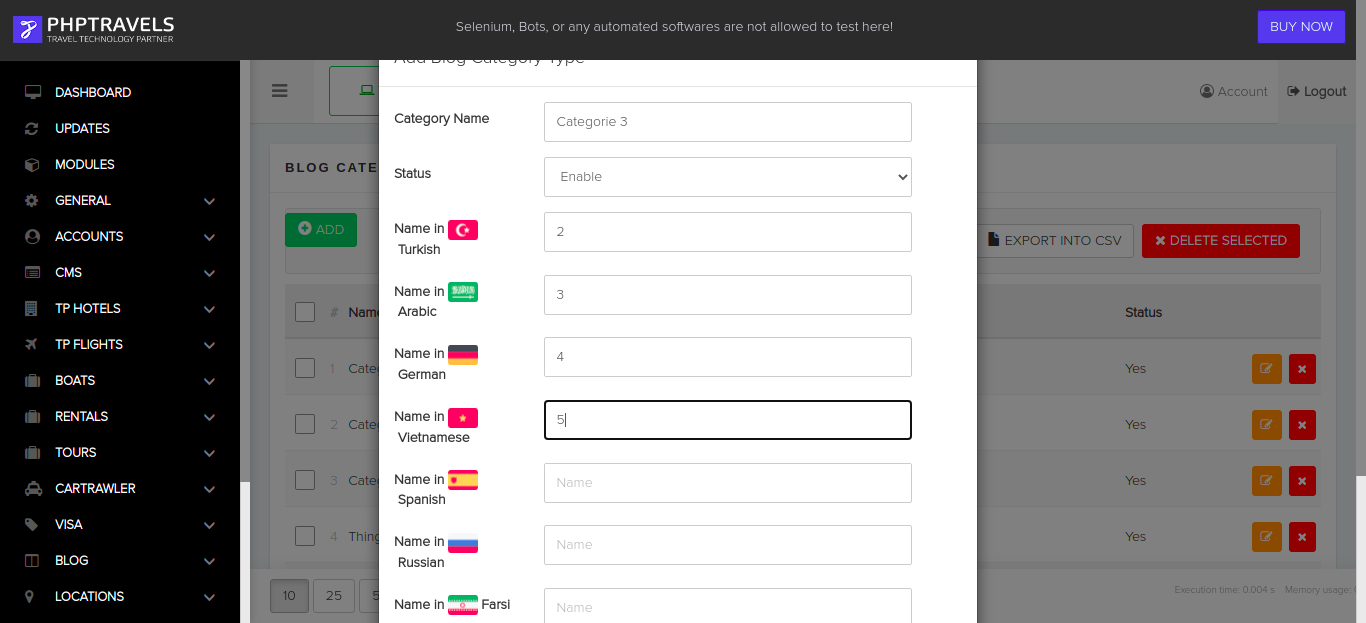 PHPTRAVELS
TRAVEL TECHNOLOGY PARTNER
Selenium, Bots, or any automated softwares are not allowed to test here!
BUY NOW
DASHBOARD
UPDATES
MODULES
GENERAL
ACCOUNTS
CMS
TP HOTELS
TP FLIGHTS
BOATS
RENTALS
TOURS
CARTRAWLER
VISA
BLOG
LOCATIONS
Account
Logout
BLOG CATE
ADD
EXPORT INTO CSV
DELETE SELECTED
# Name
Status
1 Cate
Yes
2 Cate
Yes
3 Cate
Yes
4 Thing
Yes
10
25
5
Execution time: 0.004 s
Memory usage:
Add Blog Category Type
Category Name
Categorie 3
Status
Enable
Name in
Turkish
2
Name in
Arabic
3
Name in
German
4
Name in
Vietnamese
5
Name in
Spanish
Name
Name in
Russian
Name
Name in Farsi
Name